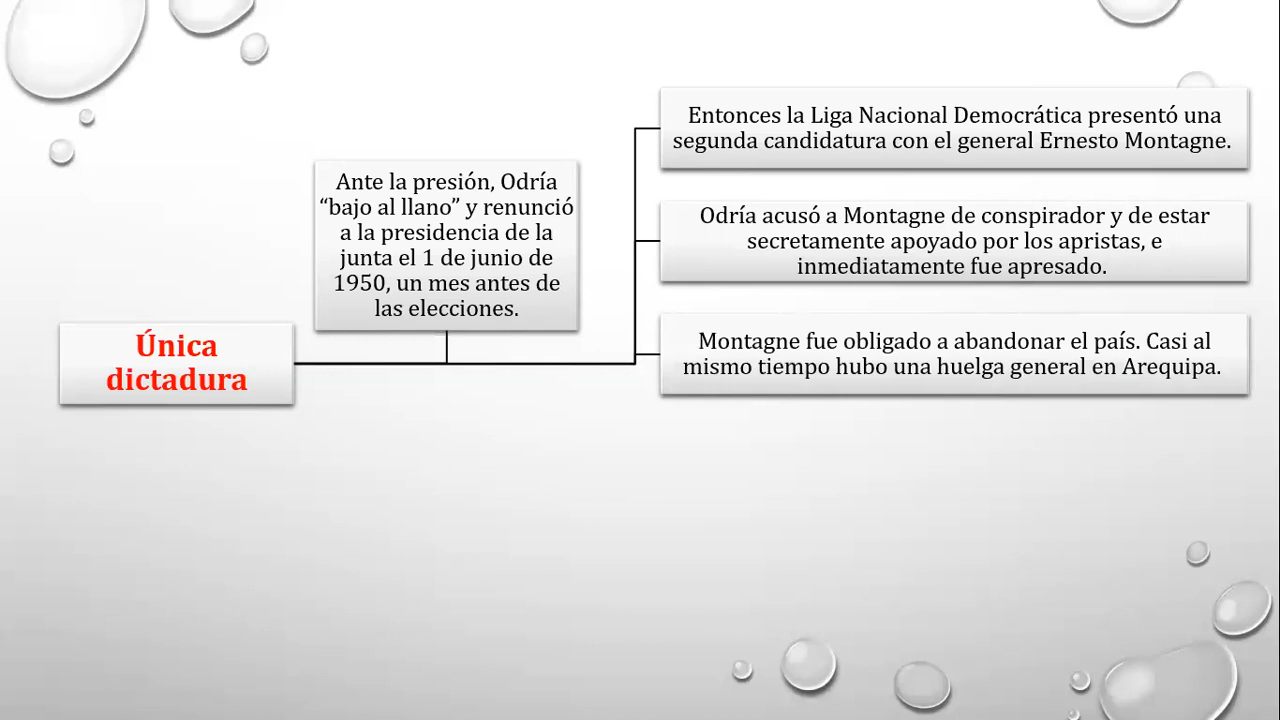 Única
dictadura
Ante la presión, Odría
“bajo al llano” y renunció
a la presidencia de la
junta el 1 de junio de
1950, un mes antes de
las elecciones.
Entonces la Liga Nacional Democrática presentó una
segunda candidatura con el general Ernesto Montagne.
Odría acusó a Montagne de conspirador y de estar
secretamente apoyado por los apristas, e
inmediatamente fue apresado.
Montagne fue obligado a abandonar el país. Casi al
mismo tiempo hubo una huelga general en Arequipa.